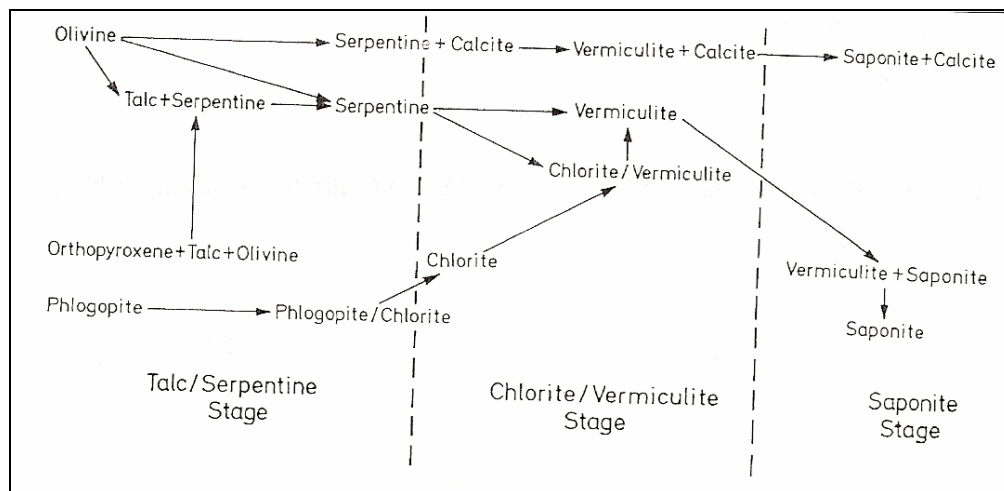 Olivine
Serpentine + Calcite
Vermiculite + Calcite
Saponite + Calcite
Talc + Serpentine
Serpentine
Vermiculite
Chlorite / Vermiculite
Orthopyroxene + Talc + Olivine
Chlorite
Vermiculite + Saponite
Phlogopite
Phlogopite / Chlorite
Saponite
Talc / Serpentine
Stage
Chlorite / Vermiculite
Stage
Saponite
Stage